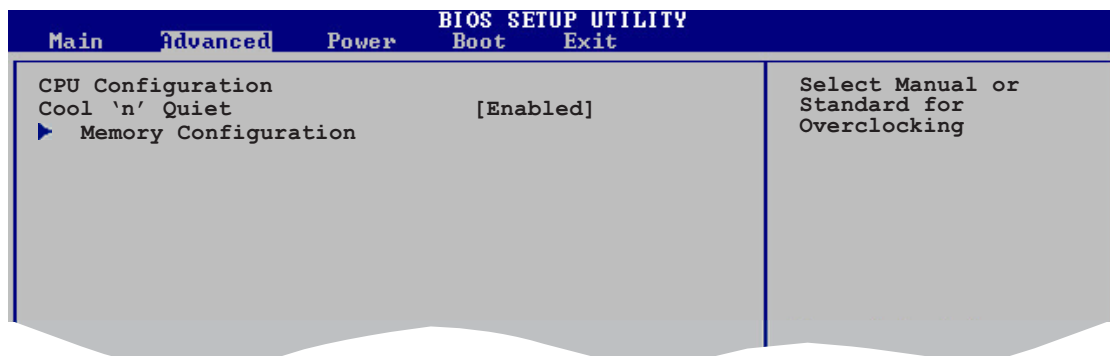 BIOS SETUP UTILITY
Main Advanced Power Boot Exit
CPU Configuration
Cool ‘n’ Quiet [Enabled]
Memory Configuration
Select Manual or
Standard for
Overclocking